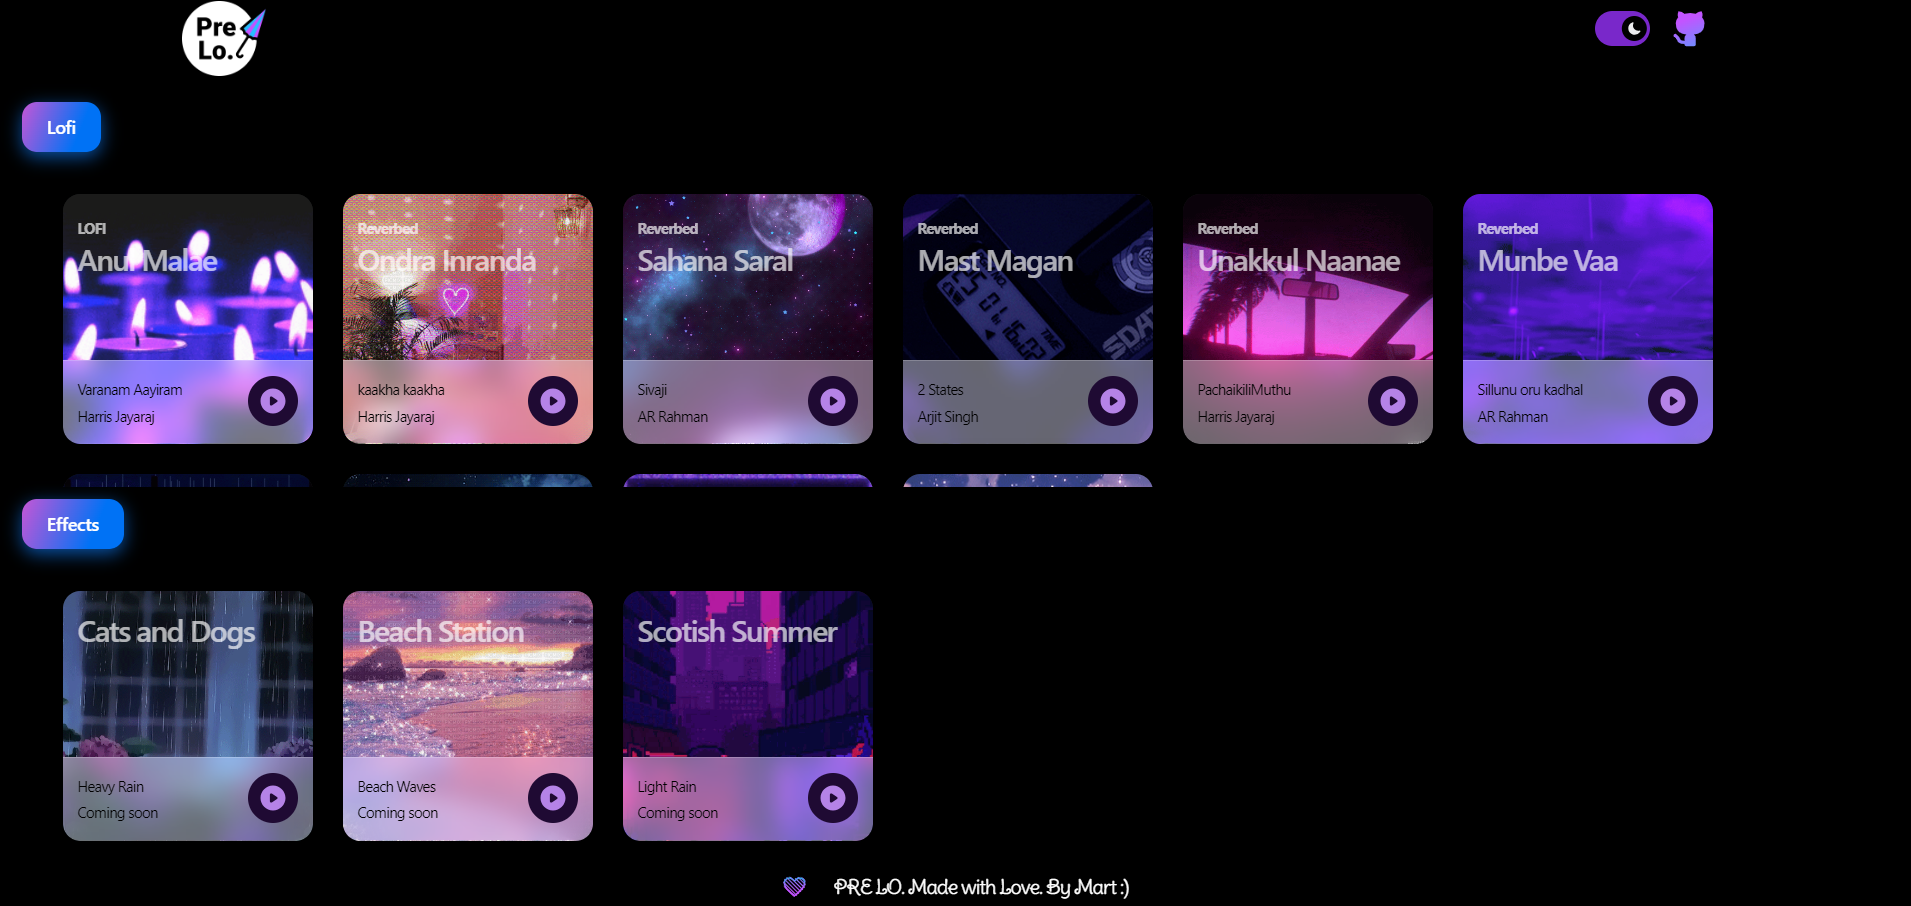 Pre
Lo.
Lofi
LOFI
Anul Malae
Varanam Aayiram
Harris Jayaraj
Reverbed
Ondra Inranda
kaakha kaakha
Harris Jayaraj
Reverbed
Sahana Saral
Sivaji
AR Rahman
Reverbed
Mast Magan
2 States
Arjit Singh
Reverbed
Unakkul Naanae
PachaikiliMuthu
Harris Jayaraj
Reverbed
Munbe Vaa
Sillunu oru kadhal
AR Rahman
Effects
Cats and Dogs
Heavy Rain
Coming soon
Beach Station
Beach Waves
Coming soon
Scotish Summer
Light Rain
Coming soon
PRE LO. Made with Love. By Mart :)